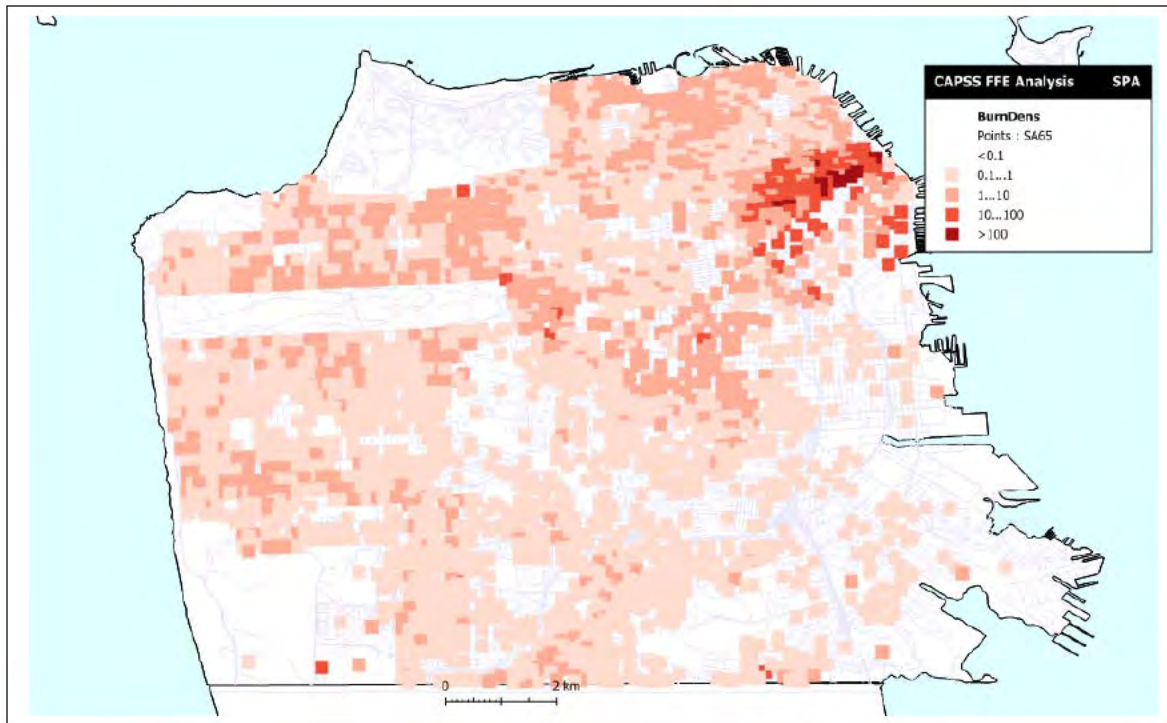 CAPSS FFE Analysis SPA
BurnDens
Points : SA65
<0.1
0.1...1
1...10
10...100
>100
0 2 km